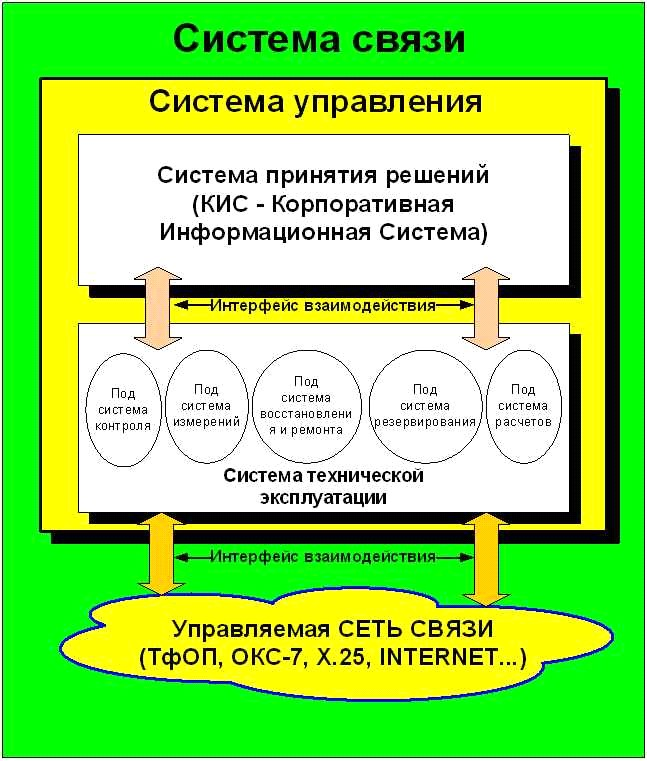 Система связи
Система управления
Система принятия решений
(КИС - Корпоративная
Информационная Система)
Интерфейс взаимодействия
Под
система
контроля
Под
система
измерений
Под
система
восстановлени
я и ремонта
Под
система
резервирования
Под
система
расчетов
Система технической
эксплуатации
Интерфейс взаимодействия
Управляемая СЕТЬ СВЯЗИ
(ТфОП, ОКС-7, X.25, INTERNET...)